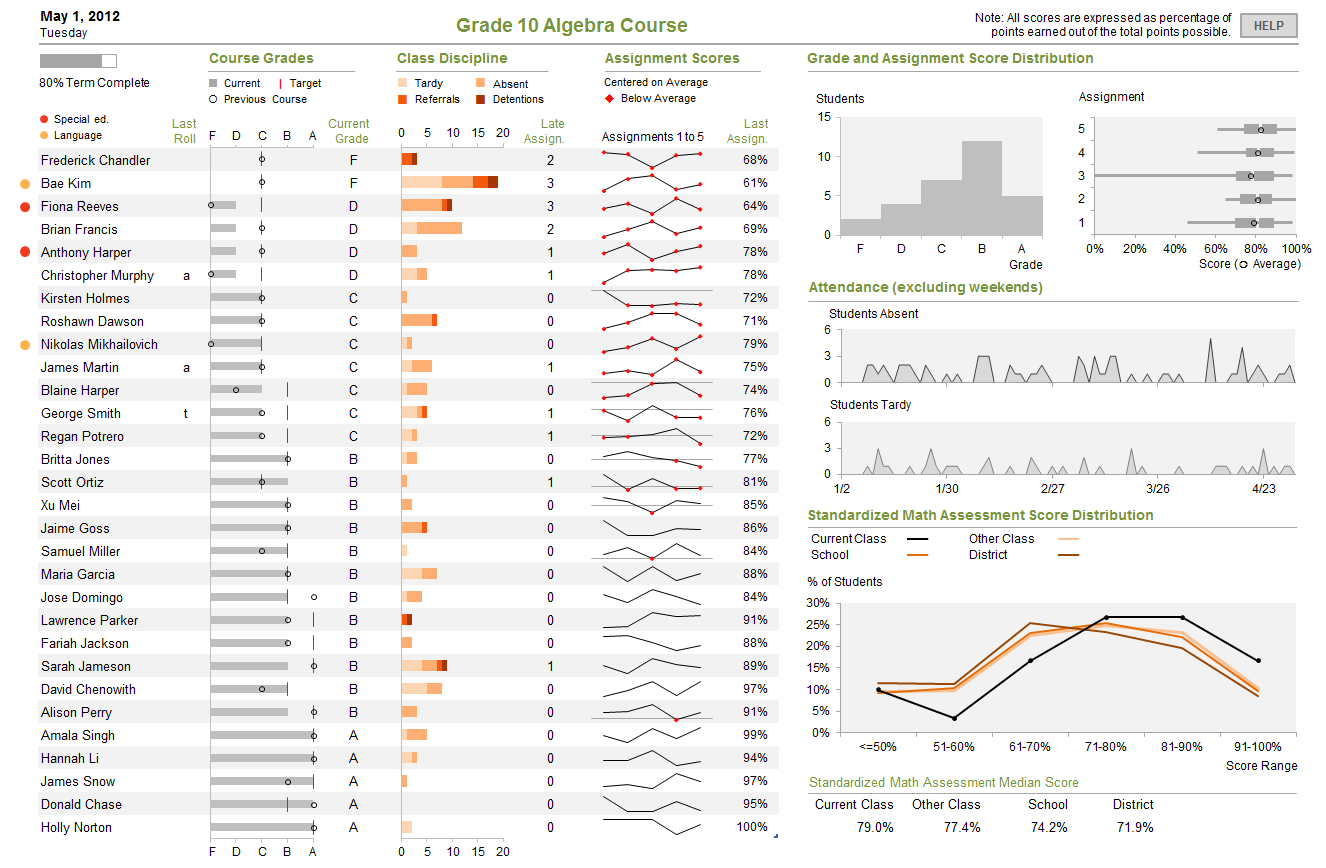 May 1, 2012
Tuesday
Grade 10 Algebra Course
Note: All scores are expressed as percentage of
points earned out of the total points possible.
HELP
80% Term Complete
Special ed.
Language
Last
Roll
Course Grades
Current | Target
Previous Course
F D C B A
Current
Grade
Class Discipline
Tardy Absent
Referrals Detentions
0 5 10 15 20
Late
Assign.
Assignment Scores
Centered on Average
Below Average
Assignments 1 to 5
Last
Assign.
Frederick Chandler F 2 68%
Bae Kim F 3 61%
Fiona Reeves D 3 64%
Brian Francis D 2 69%
Anthony Harper D 1 78%
Christopher Murphy a D 1 78%
Kirsten Holmes C 0 72%
Roshawn Dawson C 0 71%
Nikolas Mikhailovich C 0 79%
James Martin a C 1 75%
Blaine Harper C 0 74%
George Smith t C 1 76%
Regan Potrero C 1 72%
Britta Jones B 0 77%
Scott Ortiz B 1 81%
Xu Mei B 0 85%
Jaime Goss B 0 86%
Samuel Miller B 0 84%
Maria Garcia B 0 88%
Jose Domingo B 0 84%
Lawrence Parker B 0 91%
Fariah Jackson B 0 88%
Sarah Jameson B 1 89%
David Chenowith B 0 97%
Alison Perry B 0 91%
Amala Singh A 0 99%
Hannah Li A 0 94%
James Snow A 0 97%
Donald Chase A 0 95%
Holly Norton A 0 100%
F D C B A
0 5 10 15 20
Grade and Assignment Score Distribution
Students
15
10
5
0
F D C B A
Grade
Assignment
5
4
3
2
1
0% 20% 40% 60% 80% 100%
Score (o Average)
Attendance (excluding weekends)
Students Absent
6
3
0
Students Tardy
6
3
0
1/2 1/30 2/27 3/26 4/23
Standardized Math Assessment Score Distribution
Current Class Other Class
School District
% of Students
30%
25%
20%
15%
10%
5%
0%
<=50% 51-60% 61-70% 71-80% 81-90% 91-100%
Score Range
Standardized Math Assessment Median Score
Current Class Other Class School District
79.0% 77.4% 74.2% 71.9%